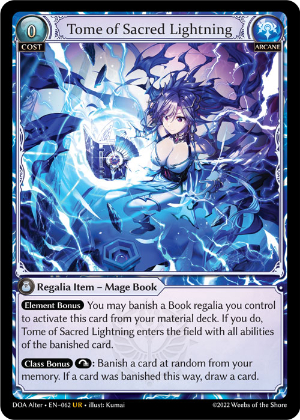 0 Tome of Sacred Lightning
COST ARCANE
Regalia Item – Mage Book
Element Bonus You may banish a Book regalia you control
to activate this card from your material deck. If you do,
Tome of Sacred Lightning enters the field with all abilities
of the banished card.
Class Bonus : Banish a card at random from your
memory. If a card was banished this way, draw a card.
DOA Alter • EN-012 UR • illust: Kumai ©2022 Weebs of the Shore